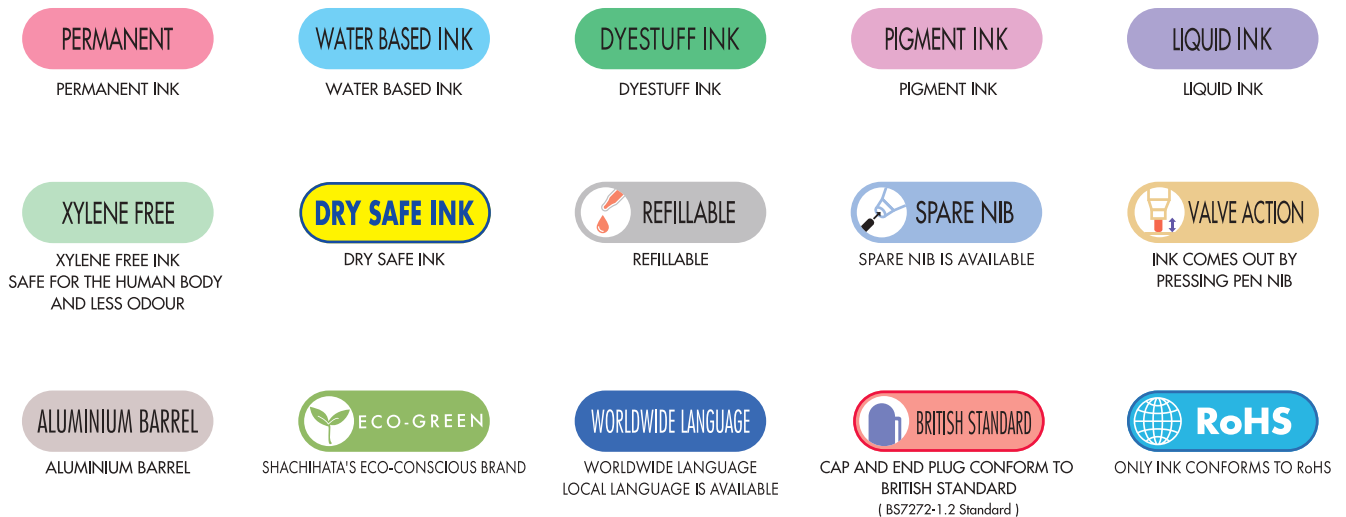 PERMANENT
PERMANENT INK
WATER BASED INK
WATER BASED INK
DYESTUFF INK
DYESTUFF INK
PIGMENT INK
PIGMENT INK
LIQUID INK
LIQUID INK
XYLENE FREE
XYLENE FREE INK
SAFE FOR THE HUMAN BODY
AND LESS ODOUR
DRY SAFE INK
DRY SAFE INK
REFILLABLE
REFILLABLE
SPARE NIB
SPARE NIB IS AVAILABLE
VALVE ACTION
INK COMES OUT BY
PRESSING PEN NIB
ALUMINIUM BARREL
ALUMINIUM BARREL
ECO-GREEN
SHACHIHATA'S ECO-CONSCIOUS BRAND
WORLDWIDE LANGUAGE
WORLDWIDE LANGUAGE
LOCAL LANGUAGE IS AVAILABLE
BRITISH STANDARD
CAP AND END PLUG CONFORM TO
BRITISH STANDARD
( BS7272-1.2 Standard )
RoHS
ONLY INK CONFORMS TO RoHS